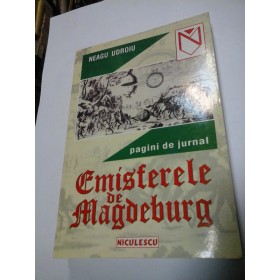 NEAGU UDROIU
pagini de jurnal
Emisferele
de
Magdeburg
NICULESCU